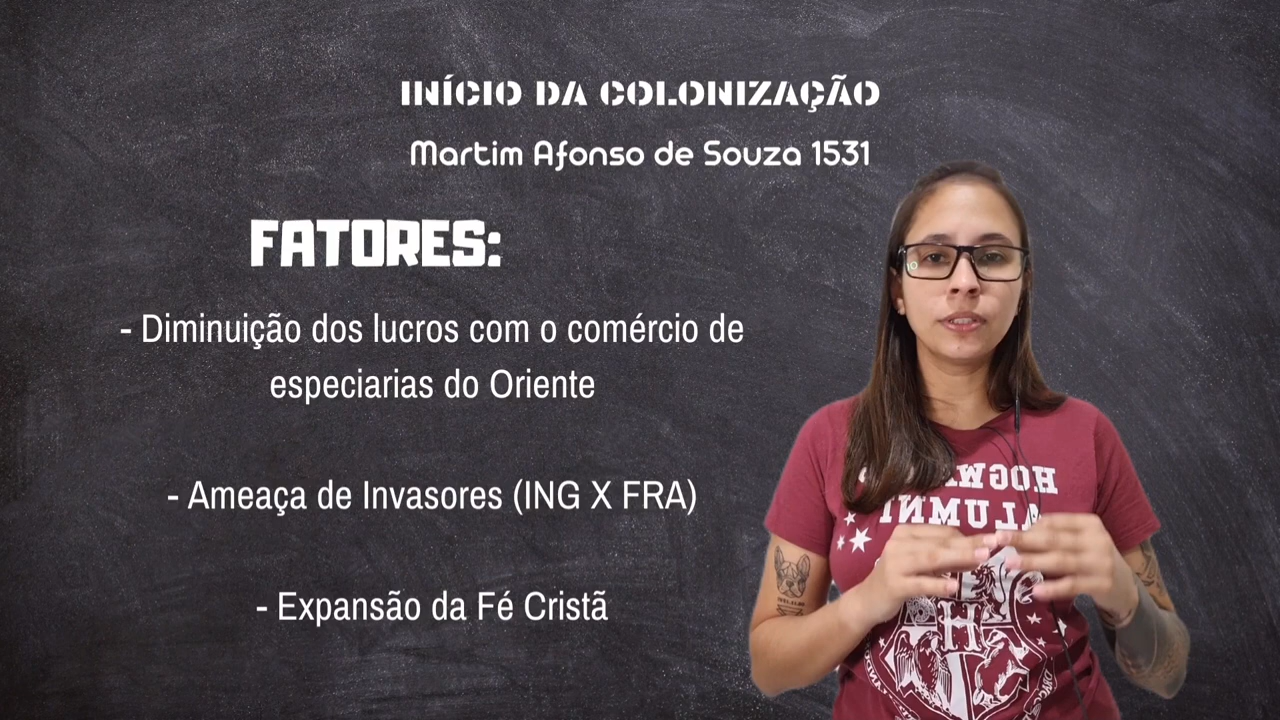 INÍCIO DA COLONIZAÇÃO
Martim Afonso de Souza 1531
FATORES:
- Diminuição dos lucros com o comércio de
especiarias do Oriente
- Ameaça de Invasores (ING X FRA)
- Expansão da Fé Cristã
ALUMNI
H